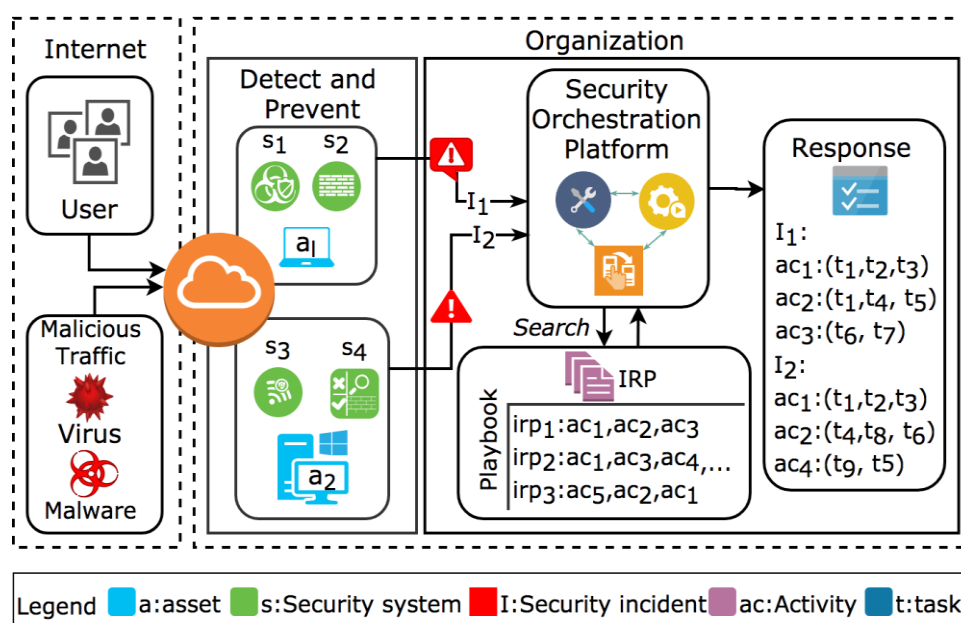 Internet
User
Malicious
Traffic
Virus
Malware
Organization
Detect and
Prevent
s₁ s₂
a₁
s₃ s₄
a₂
I₁
I₂
Security
Orchestration
Platform
Search
IRP
Playbook
irp₁:ac₁,ac₂,ac₃
irp₂:ac₁,ac₃,ac₄,...
irp₃:ac₅,ac₂,ac₁
Response
I₁:
ac₁:(t₁,t₂,t₃)
ac₂:(t₁,t₄, t₅)
ac₃:(t₆, t₇)
I₂:
ac₁:(t₁,t₂,t₃)
ac₂:(t₄,t₈, t₆)
ac₄:(t₉, t5)
Legend a:asset s:Security system I:Security incident ac:Activity t:task